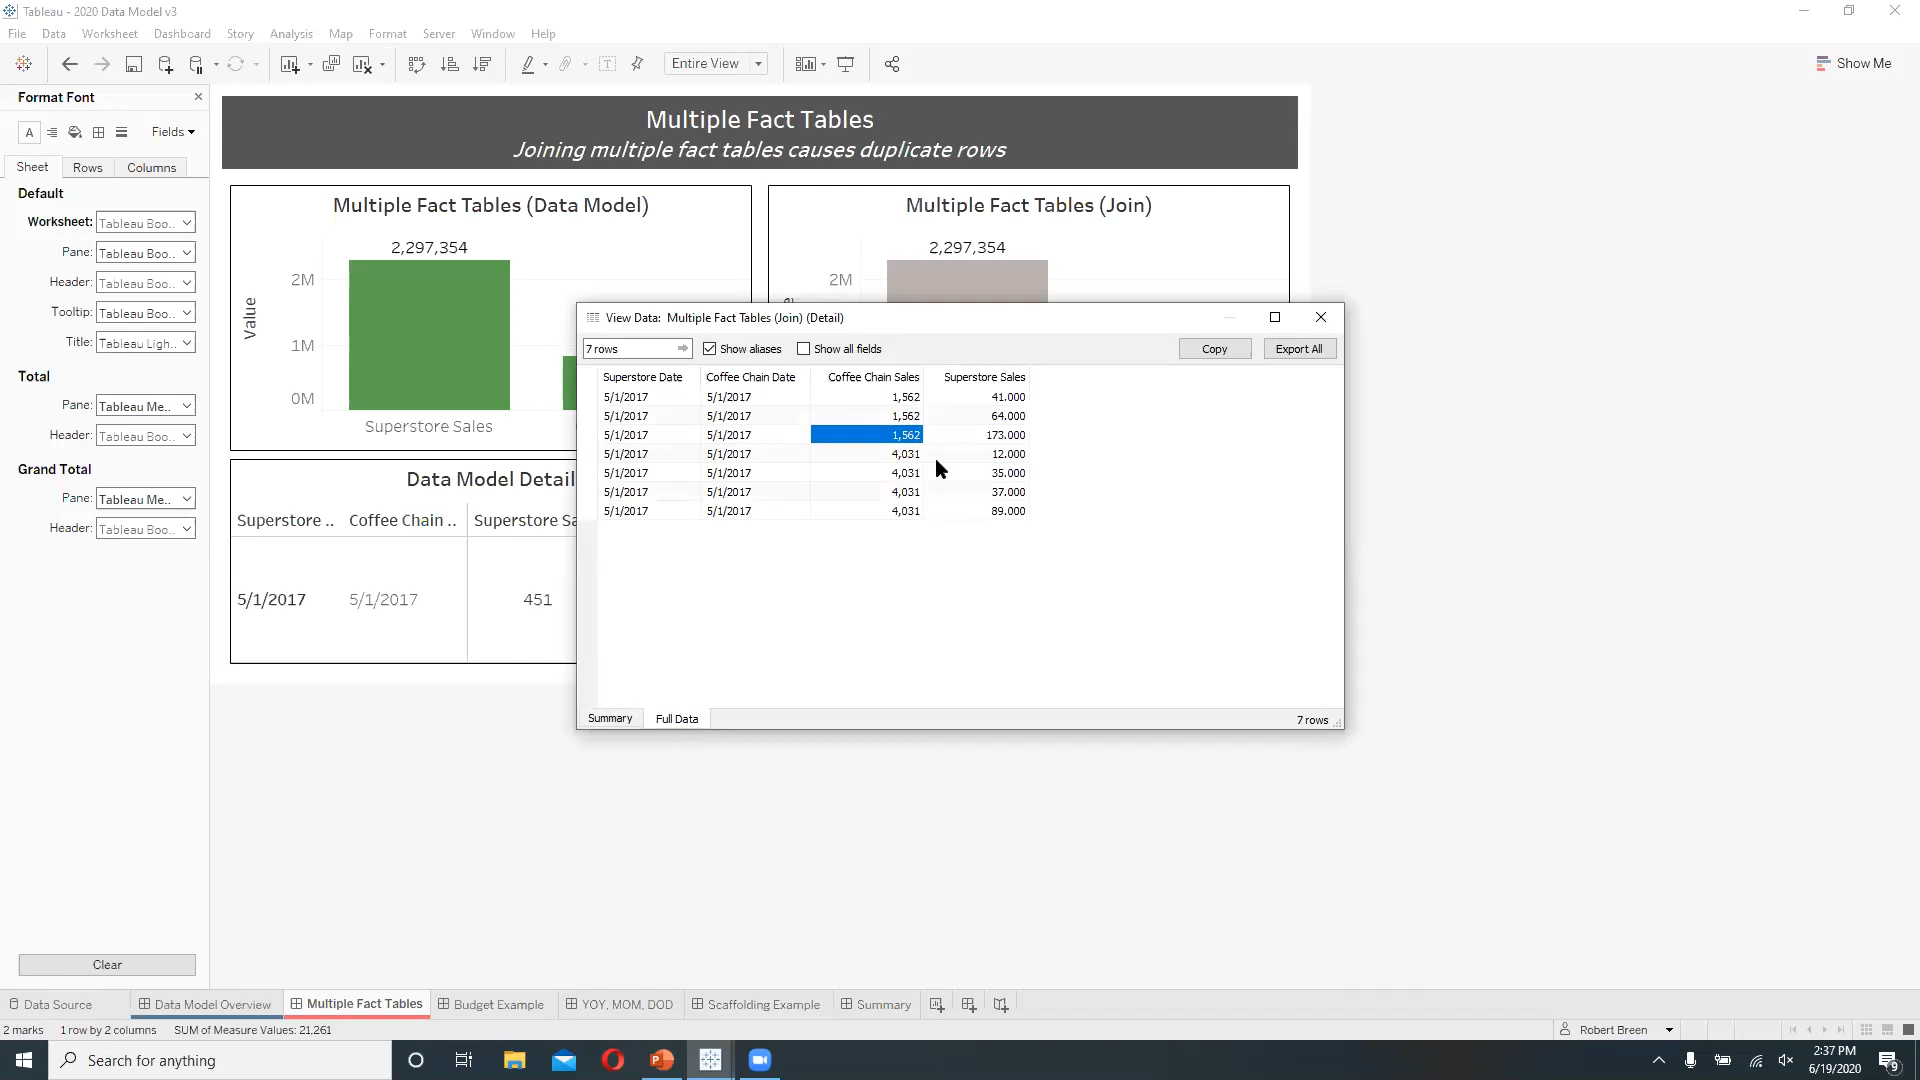 Tableau - 2020 Data Model v3
File Data Worksheet Dashboard Story Analysis Map Format Server Window Help
Entire View
Show Me
Format Font
A Fields
Sheet Rows Columns
Default
Worksheet: Tableau Boo..
Pane: Tableau Boo..
Header: Tableau Boo..
Tooltip: Tableau Boo..
Title: Tableau Ligh..
Total
Pane: Tableau Me..
Header: Tableau Boo..
Grand Total
Pane: Tableau Me..
Header: Tableau Boo..
Clear
Multiple Fact Tables
Joining multiple fact tables causes duplicate rows
Multiple Fact Tables (Data Model)
2,297,354
2M
1M
0M
Value
Superstore Sales
Multiple Fact Tables (Join)
2,297,354
2M
Data Model Detail
Superstore .. Coffee Chain .. Superstore Sa
5/1/2017 5/1/2017 451
View Data: Multiple Fact Tables (Join) (Detail)
7 rows Show aliases Show all fields Copy Export All
Superstore Date Coffee Chain Date Coffee Chain Sales Superstore Sales
5/1/2017 5/1/2017 1,562 41.000
5/1/2017 5/1/2017 1,562 64.000
5/1/2017 5/1/2017 1,562 173.000
5/1/2017 5/1/2017 4,031 12.000
5/1/2017 5/1/2017 4,031 35.000
5/1/2017 5/1/2017 4,031 37.000
5/1/2017 5/1/2017 4,031 89.000
Summary Full Data 7 rows
Data Source Data Model Overview Multiple Fact Tables Budget Example YOY, MOM, DOD Scaffolding Example Summary
2 marks 1 row by 2 columns SUM of Measure Values: 21,261 Robert Breen
Search for anything
2:37 PM
6/19/2020
9